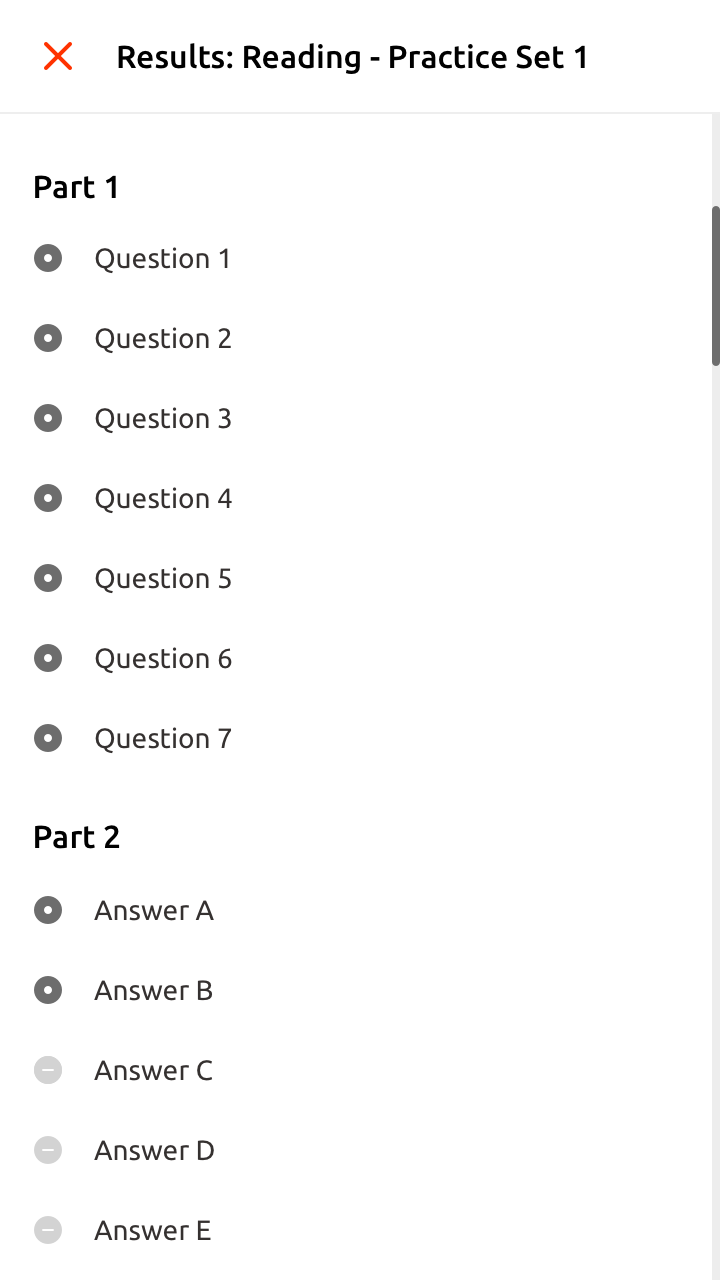 Results: Reading - Practice Set 1
Part 1
Question 1
Question 2
Question 3
Question 4
Question 5
Question 6
Question 7
Part 2
Answer A
Answer B
Answer C
Answer D
Answer E